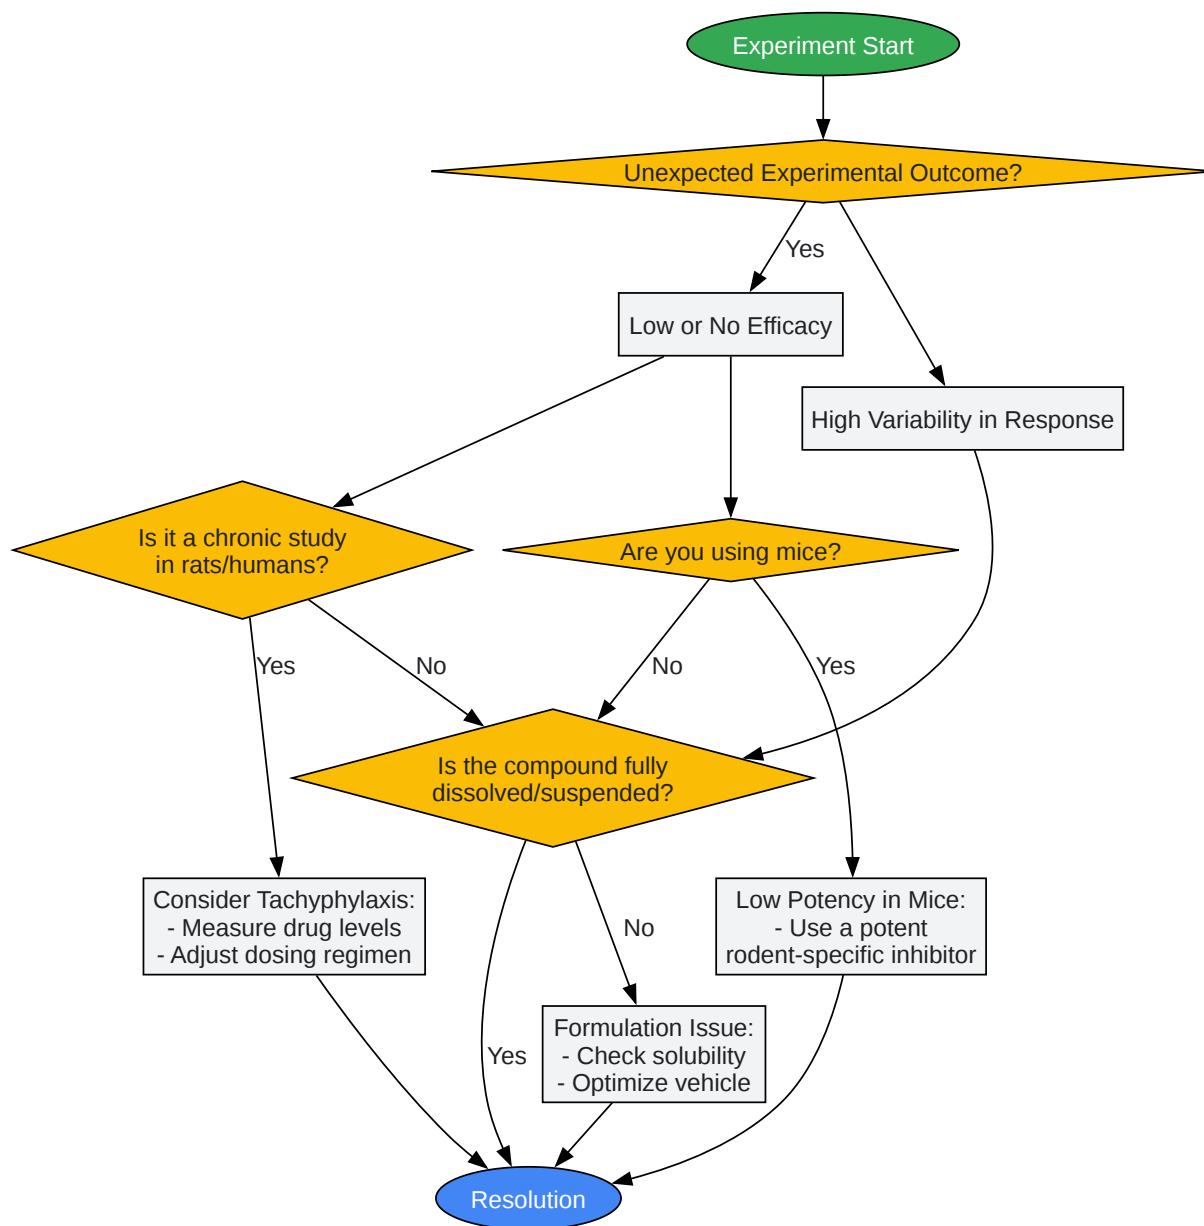 Experiment Start
Unexpected Experimental Outcome?
Yes
Low or No Efficacy
High Variability in Response
Is it a chronic study
in rats/humans?
Are you using mice?
Yes
No
No
Yes
Is the compound fully
dissolved/suspended?
Consider Tachyphylaxis:
- Measure drug levels
- Adjust dosing regimen
No
Low Potency in Mice:
- Use a potent
rodent-specific inhibitor
Yes
Formulation Issue:
- Check solubility
- Optimize vehicle
Resolution